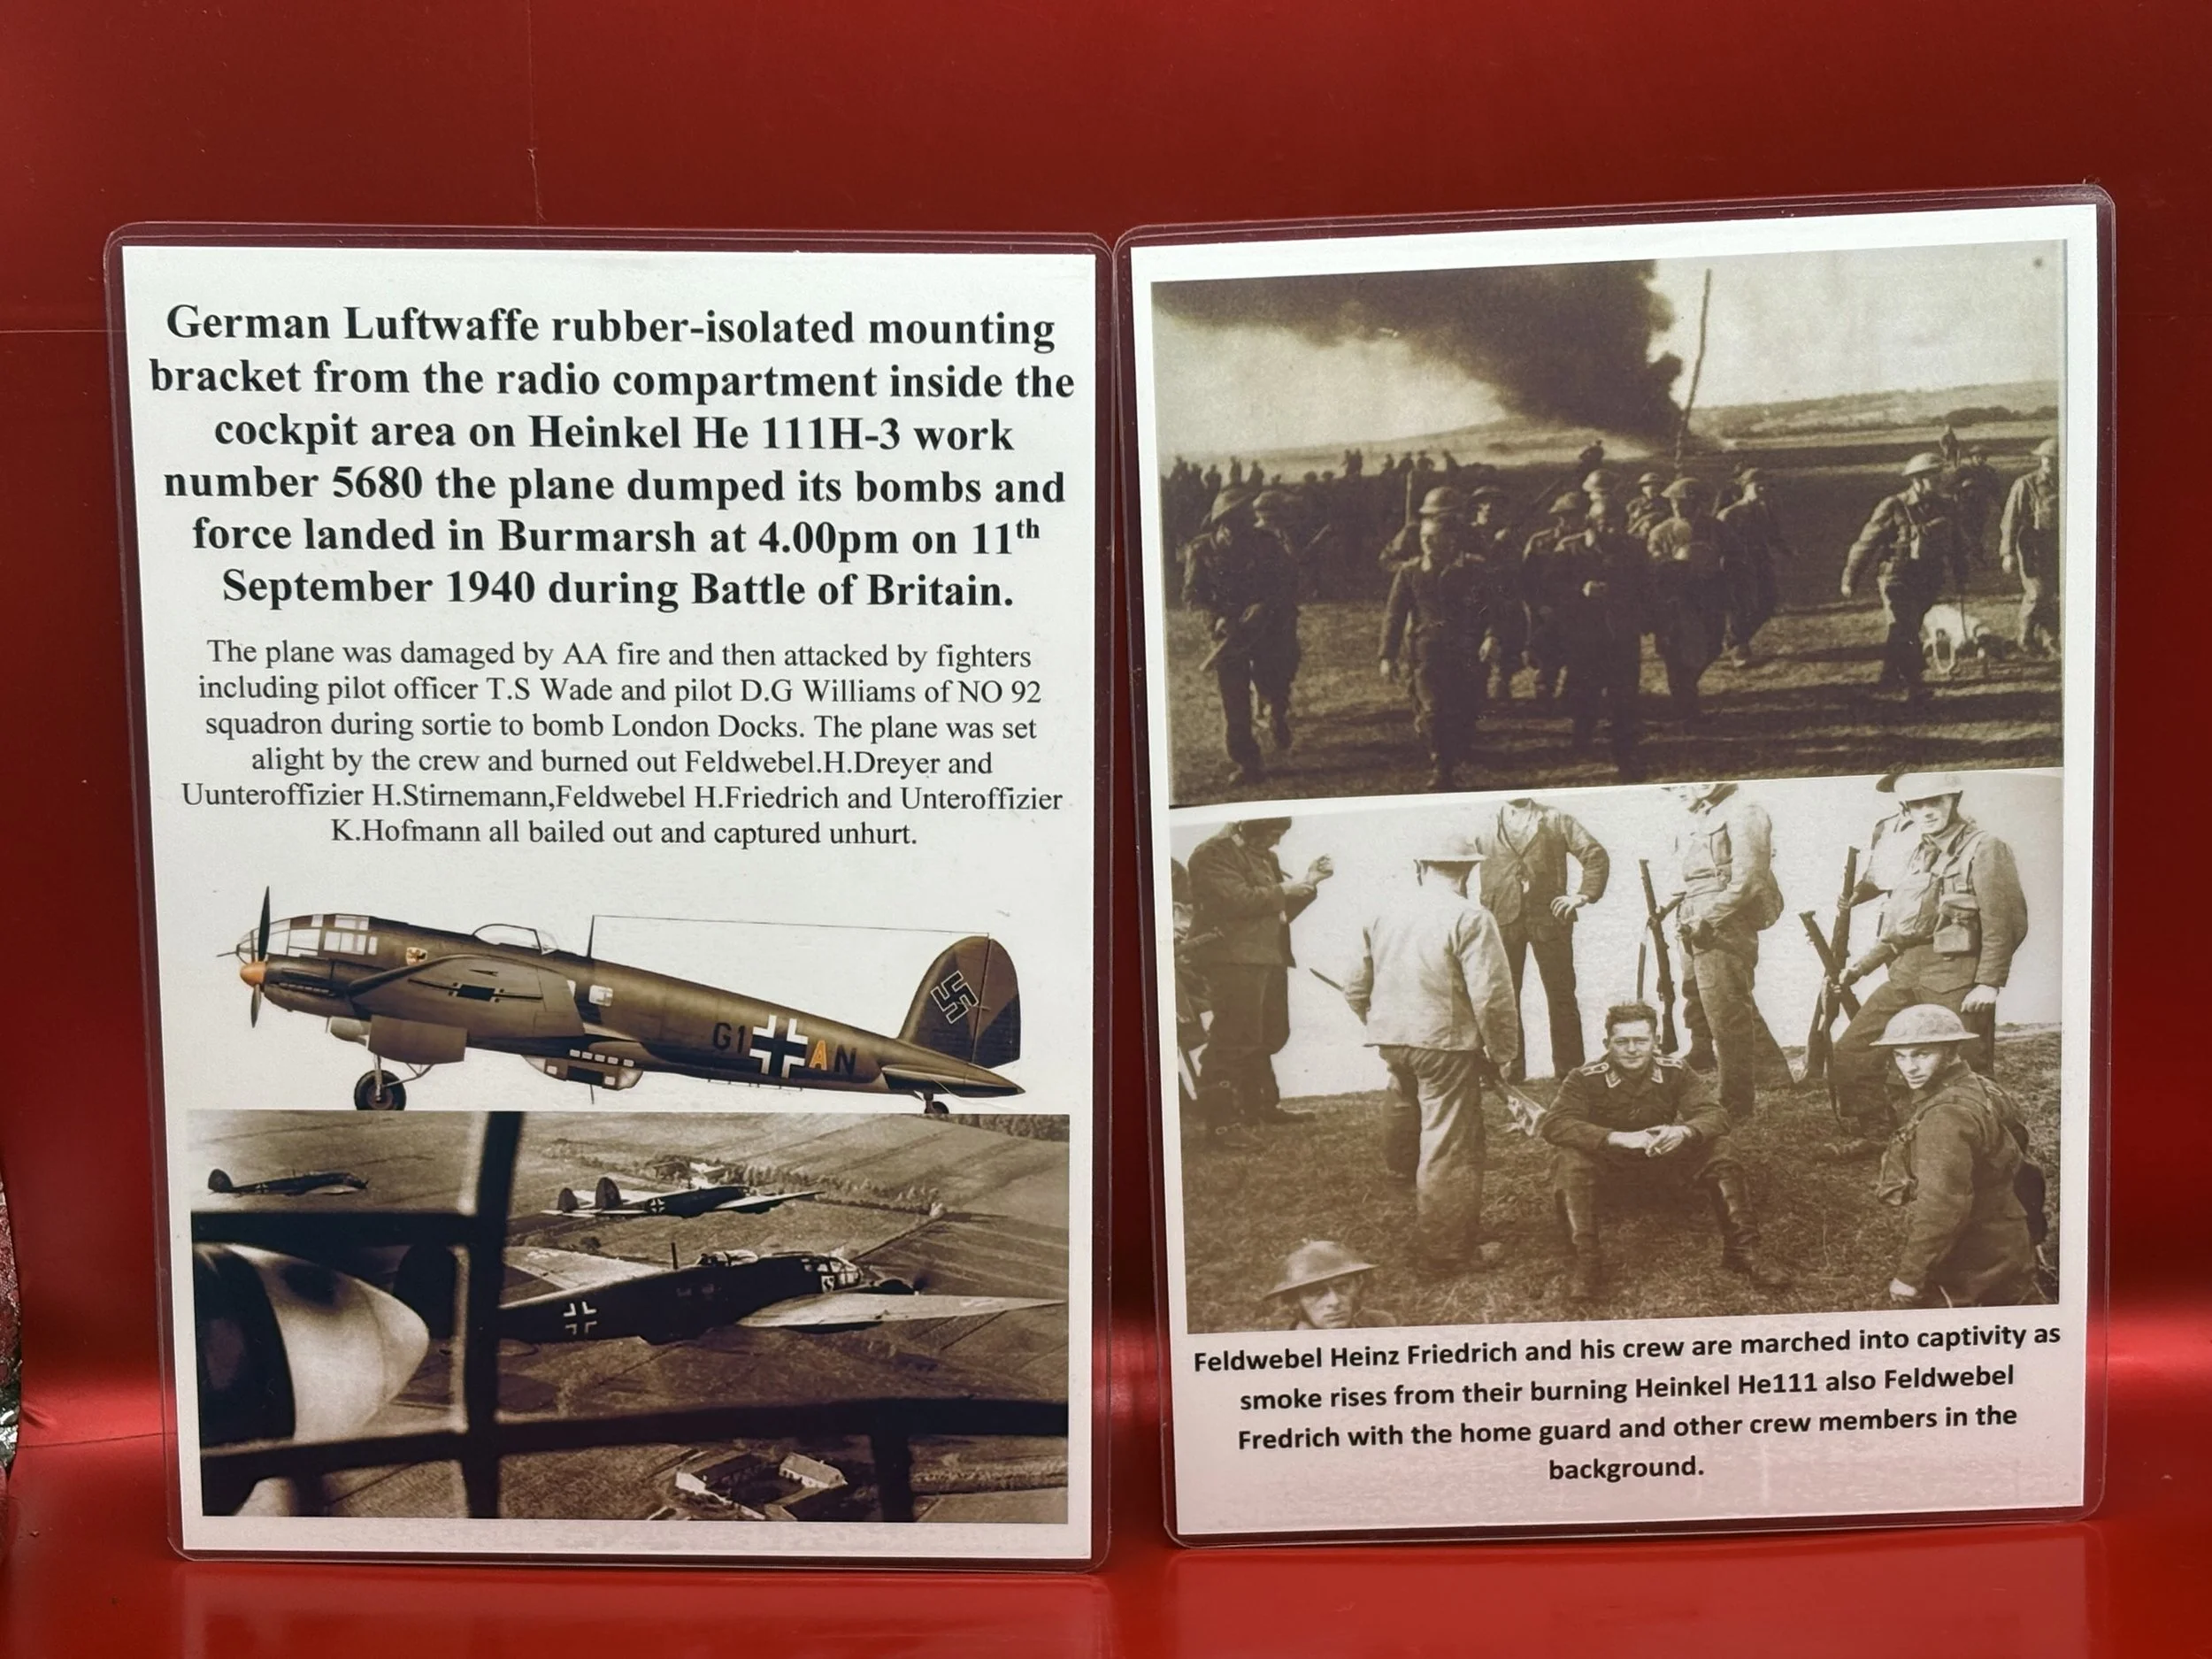 German Luftwaffe rubber-isolated mounting
bracket from the radio compartment inside the
cockpit area on Heinkel He 111H-3 work
number 5680 the plane dumped its bombs and
force landed in Burmarsh at 4.00pm on 11th
September 1940 during Battle of Britain.
The plane was damaged by AA fire and then attacked by fighters
including pilot officer T.S Wade and pilot D.G Williams of NO 92
squadron during sortie to bomb London Docks. The plane was set
alight by the crew and burned out Feldwebel.H.Dreyer and
Uunteroffizier H.Stirnemann,Feldwebel H.Friedrich and Unteroffizier
K.Hofmann all bailed out and captured unhurt.
G1 AN
Feldwebel Heinz Friedrich and his crew are marched into captivity as
smoke rises from their burning Heinkel He111 also Feldwebel
Fredrich with the home guard and other crew members in the
background.